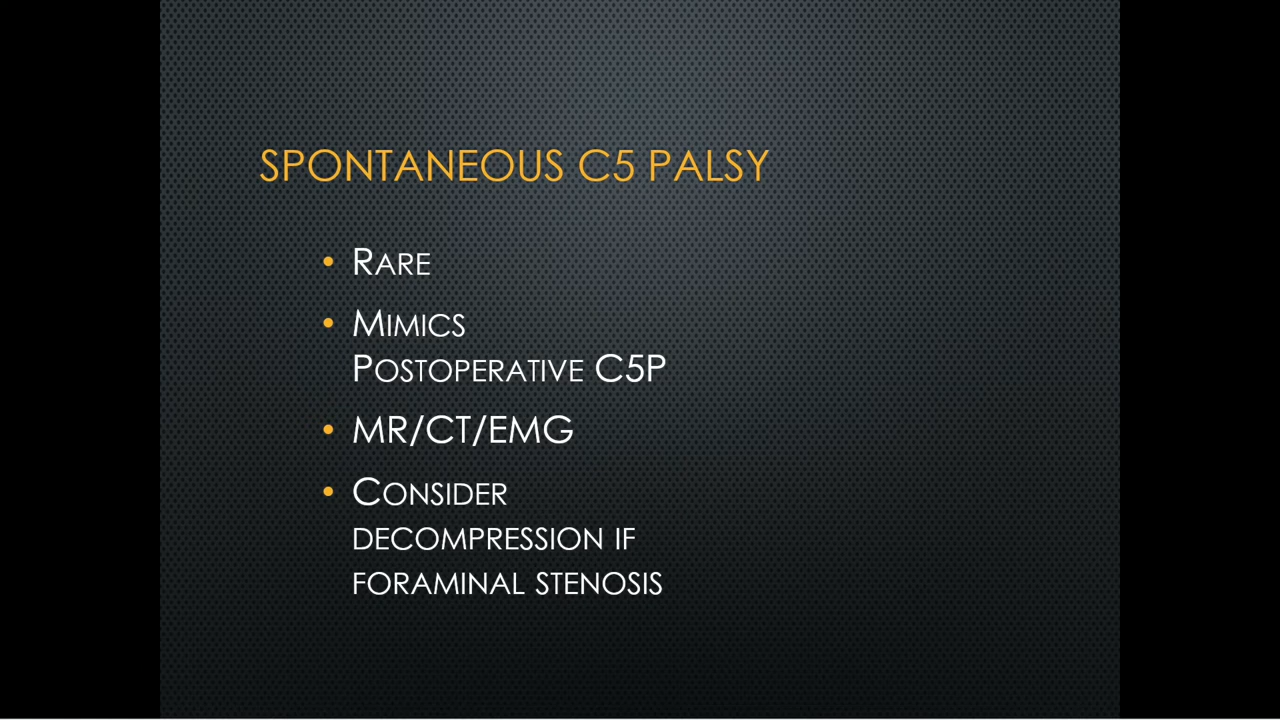 SPONTANEOUS C5 PALSY
• RARE
• MIMICS
POSTOPERATIVE C5P
• MR/CT/EMG
• CONSIDER
DECOMPRESSION IF
FORAMINAL STENOSIS